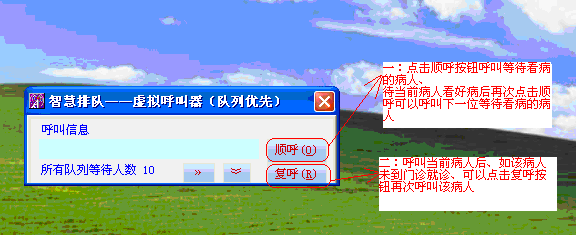 一：点击顺呼按钮呼叫等待看病
的病人、
待当前病人看好病后再次点击顺
呼可以呼叫下一位等待看病的病
人
智慧排队——虚拟呼叫器（队列优先）
呼叫信息
顺呼(O)
所有队列等待人数 10
»
复呼(R)
二：呼叫当前病人后、如该病人
未到门诊就诊、可以点击复呼按
钮再次呼叫该病人